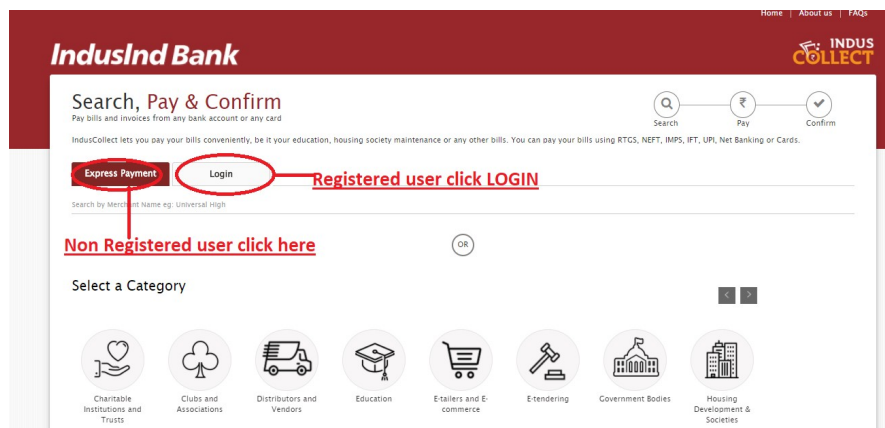 Home | About us | FAQs
IndusInd Bank
INDUS
COLLECT
Search, Pay & Confirm
Pay bills and invoices from any bank account or any card
Search
Pay
Confirm
IndusCollect lets you pay your bills conveniently, be it your education, housing society maintenance or any other bills. You can pay your bills using RTGS, NEFT, IMPS, IFT, UPI, Net Banking or Cards.
Express Payment
Login
Registered user click LOGIN
Search by Merchant Name eg: Universal High
Non Registered user click here
OR
Select a Category
< >
Charitable
Institutions and
Trusts
Clubs and
Associations
Distributors and
Vendors
Education
E-tailers and E-
commerce
E-tendering
Government Bodies
Housing
Development &
Societies